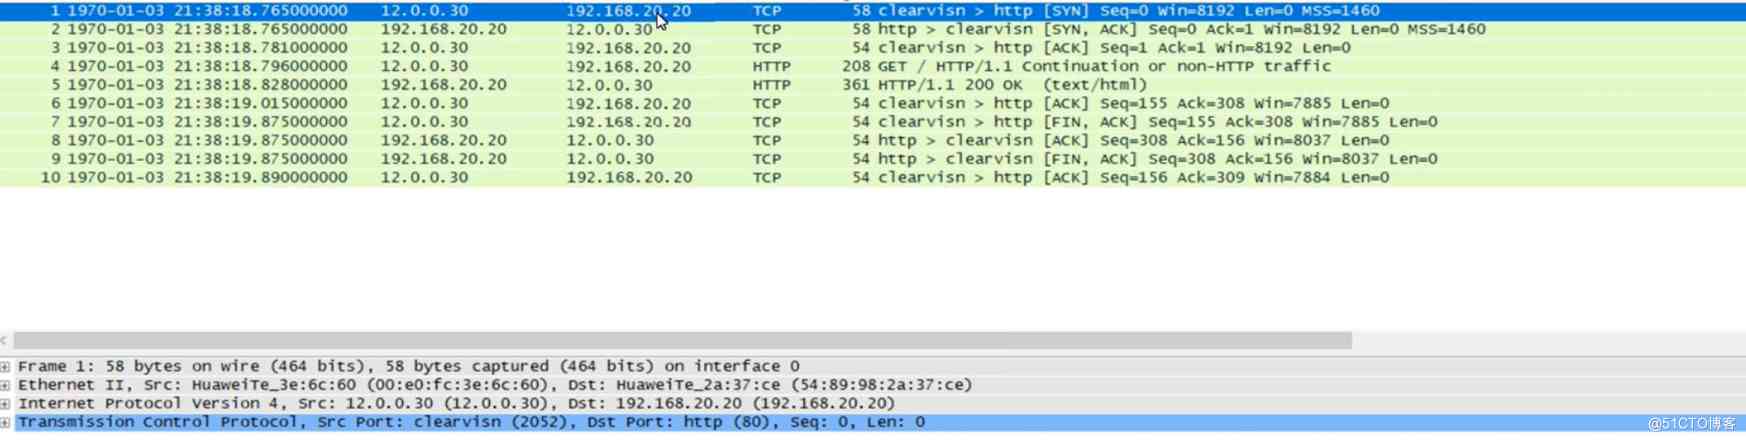 1 1970-01-03 21:38:18.765000000 12.0.0.30 192.168.20.20 TCP 58 clearvisn > http [SYN] Seq=0 Win=8192 Len=0 MSS=1460
2 1970-01-03 21:38:18.765000000 192.168.20.20 12.0.0.30 TCP 58 http > clearvisn [SYN, ACK] Seq=0 Ack=1 Win=8192 Len=0 MSS=1460
3 1970-01-03 21:38:18.781000000 12.0.0.30 192.168.20.20 TCP 54 clearvisn > http [ACK] Seq=1 Ack=1 Win=8192 Len=0
4 1970-01-03 21:38:18.796000000 12.0.0.30 192.168.20.20 HTTP 208 GET / HTTP/1.1 Continuation or non-HTTP traffic
5 1970-01-03 21:38:18.828000000 192.168.20.20 12.0.0.30 HTTP 361 HTTP/1.1 200 OK (text/html)
6 1970-01-03 21:38:19.015000000 12.0.0.30 192.168.20.20 TCP 54 clearvisn > http [ACK] Seq=155 Ack=308 Win=7885 Len=0
7 1970-01-03 21:38:19.875000000 12.0.0.30 192.168.20.20 TCP 54 clearvisn > http [FIN, ACK] Seq=155 Ack=308 Win=7885 Len=0
8 1970-01-03 21:38:19.875000000 192.168.20.20 12.0.0.30 TCP 54 http > clearvisn [ACK] Seq=308 Ack=156 Win=8037 Len=0
9 1970-01-03 21:38:19.875000000 192.168.20.20 12.0.0.30 TCP 54 http > clearvisn [FIN, ACK] Seq=308 Ack=156 Win=8037 Len=0
10 1970-01-03 21:38:19.890000000 12.0.0.30 192.168.20.20 TCP 54 clearvisn > http [ACK] Seq=156 Ack=309 Win=7884 Len=0
Frame 1: 58 bytes on wire (464 bits), 58 bytes captured (464 bits) on interface 0
Ethernet II, Src: HuaweiTe_3e:6c:60 (00:e0:fc:3e:6c:60), Dst: HuaweiTe_2a:37:ce (54:89:98:2a:37:ce)
Internet Protocol Version 4, Src: 12.0.0.30 (12.0.0.30), Dst: 192.168.20.20 (192.168.20.20)
Transmission Control Protocol, Src Port: clearvisn (2052), Dst Port: http (80), Seq: 0, Len: 0
@51CTO博客